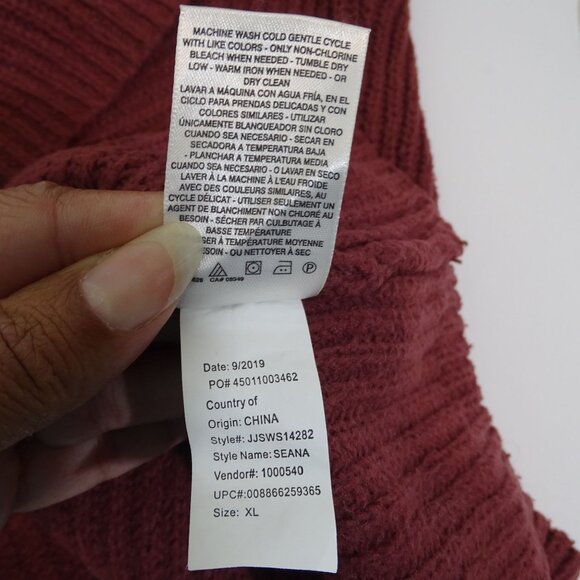 MACHINE WASH COLD GENTLE CYCLE
WITH LIKE COLORS - ONLY NON-CHLORINE
BLEACH WHEN NEEDED - TUMBLE DRY
LOW - WARM IRON WHEN NEEDED - OR
DRY CLEAN
LAVAR A MÁQUINA CON AGUA FRÍA, EN EL
CICLO PARA PRENDAS DELICADAS Y CON
COLORES SIMILARES - UTILIZAR
ÚNICAMENTE BLANQUEADOR SIN CLORO
CUANDO SEA NECESARIO - SECAR EN
SECADORA A TEMPERATURA BAJA
- PLANCHAR A TEMPERATURA MEDIA
CUANDO SEA NECESARIO - O LAVAR EN SECO
LAVER À LA MACHINE À L'EAU FROIDE
AVEC DES COULEURS SIMILAIRES, AU
CYCLE DÉLICAT - UTILISER SEULEMENT UN
AGENT DE BLANCHIMENT NON CHLORÉ AU
BESOIN - SÉCHER PAR CULBUTAGE À
BASSE TEMPÉRATURE
À TEMPÉRATURE MOYENNE
- OU NETTOYER À SEC
CA# 08949
Date: 9/2019
PO# 45011003462
Country of
Origin: CHINA
Style#: JJSWS14282
Style Name: SEANA
Vendor#: 1000540
UPC#:008866259365
Size: XL